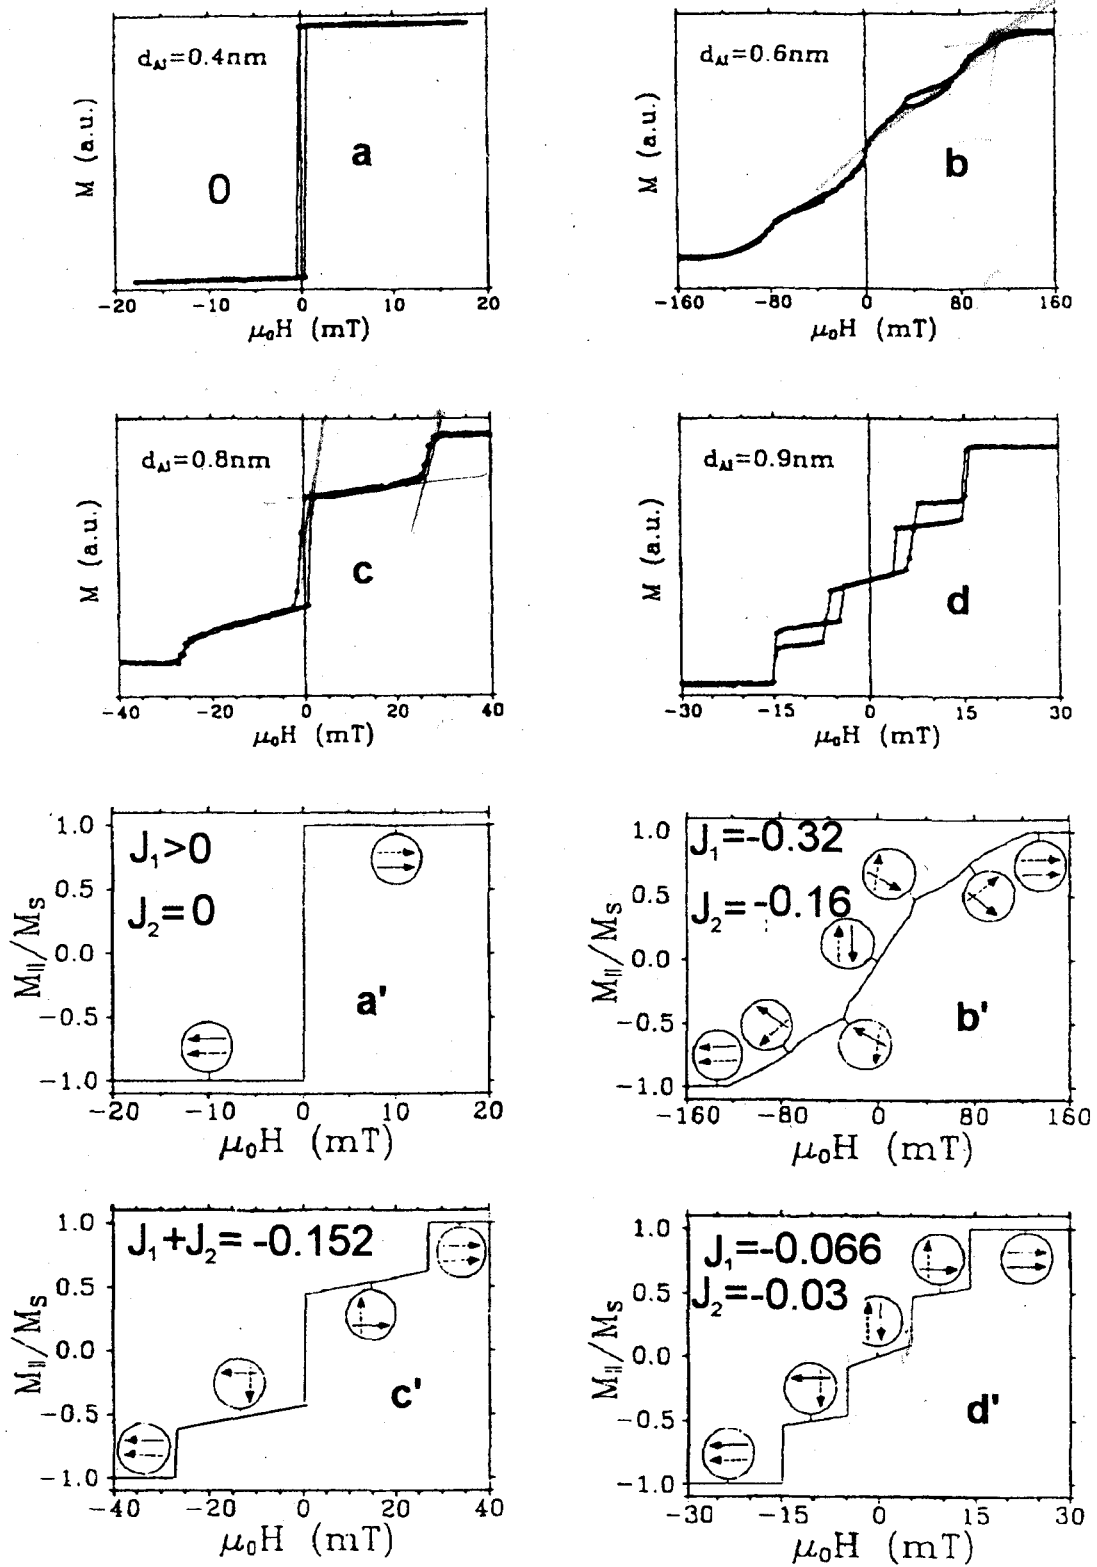 d_Al=0.4nm
0
a
M (a.u.)
-20 -10 0 10 20
μ₀H (mT)
d_Al=0.6nm
b
M (a.u.)
-160 -80 0 80 160
μ₀H (mT)
d_Al=0.8nm
c
M (a.u.)
-40 -20 0 20 40
μ₀H (mT)
d_Al=0.9nm
d
M (a.u.)
-30 -15 0 15 30
μ₀H (mT)
J₁>0
J₂=0
1.0
0.5
0.0
-0.5
-1.0
M||/M_S
a'
-20 -10 0 10 20
μ₀H (mT)
J₁=-0.32
J₂=-0.16
1.0
0.5
0.0
-0.5
-1.0
M||/M_S
b'
-160 -80 0 80 160
μ₀H (mT)
J₁+J₂= -0.152
1.0
0.5
0.0
-0.5
-1.0
M||/M_S
c'
-40 -20 0 20 40
μ₀H (mT)
J₁=-0.066
J₂=-0.03
1.0
0.5
0.0
-0.5
-1.0
M||/M_S
d'
-30 -15 0 15 30
μ₀H (mT)